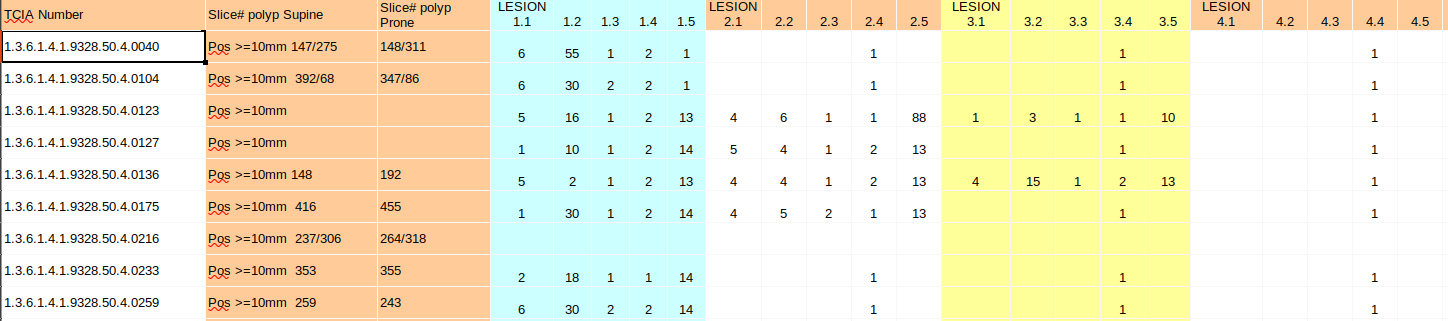 TCIA Number Slice# polyp Supine Slice# polyp Prone LESION 1.1 1.2 1.3 1.4 1.5 LESION 2.1 2.2 2.3 2.4 2.5 LESION 3.1 3.2 3.3 3.4 3.5 LESION 4.1 4.2 4.3 4.4 4.5
1.3.6.1.4.1.9328.50.4.0040 Pos >=10mm 147/275 148/311 6 55 1 2 1 1 1 1
1.3.6.1.4.1.9328.50.4.0104 Pos >=10mm 392/68 347/86 6 30 2 2 1 1 1 1
1.3.6.1.4.1.9328.50.4.0123 Pos >=10mm 5 16 1 2 13 4 6 1 1 88 1 3 1 1 10 1
1.3.6.1.4.1.9328.50.4.0127 Pos >=10mm 1 10 1 2 14 5 4 1 2 13 1 1
1.3.6.1.4.1.9328.50.4.0136 Pos >=10mm 148 192 5 2 1 2 13 4 4 1 2 13 4 15 1 2 13 1
1.3.6.1.4.1.9328.50.4.0175 Pos >=10mm 416 455 1 30 1 2 14 4 5 2 1 13 1 1
1.3.6.1.4.1.9328.50.4.0216 Pos >=10mm 237/306 264/318
1.3.6.1.4.1.9328.50.4.0233 Pos >=10mm 353 355 2 18 1 1 14 1 1 1
1.3.6.1.4.1.9328.50.4.0259 Pos >=10mm 259 243 6 30 2 2 14 1 1 1